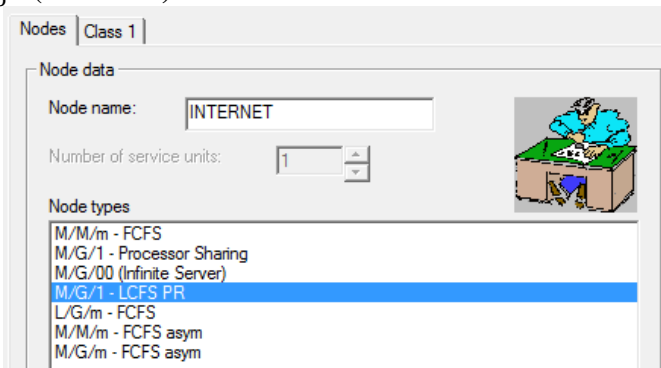 Nodes Class 1
Node data
Node name: INTERNET
Number of service units: 1
Node types
M/M/m - FCFS
M/G/1 - Processor Sharing
M/G/00 (Infinite Server)
M/G/1 - LCFS PR
L/G/m - FCFS
M/M/m - FCFS asym
M/G/m - FCFS asym